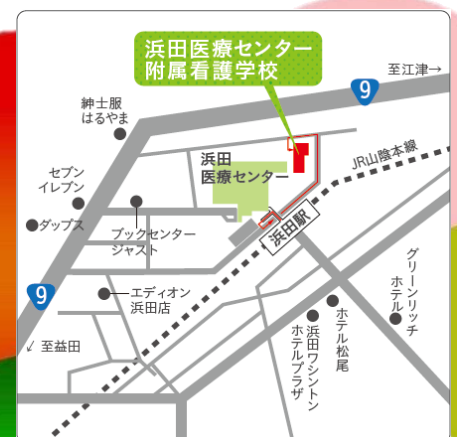 浜田医療センター
附属看護学校
至江津→
9
紳士服
はるやま
浜田
医療センター
JR山陰本線
セブン
イレブン
ダップス
ブックセンター
ジャスト
浜田駅
9
エディオン
浜田店
グリーンリッチ
ホテル
ホテル松尾
浜田ワシントン
ホテルプラザ
↙至益田